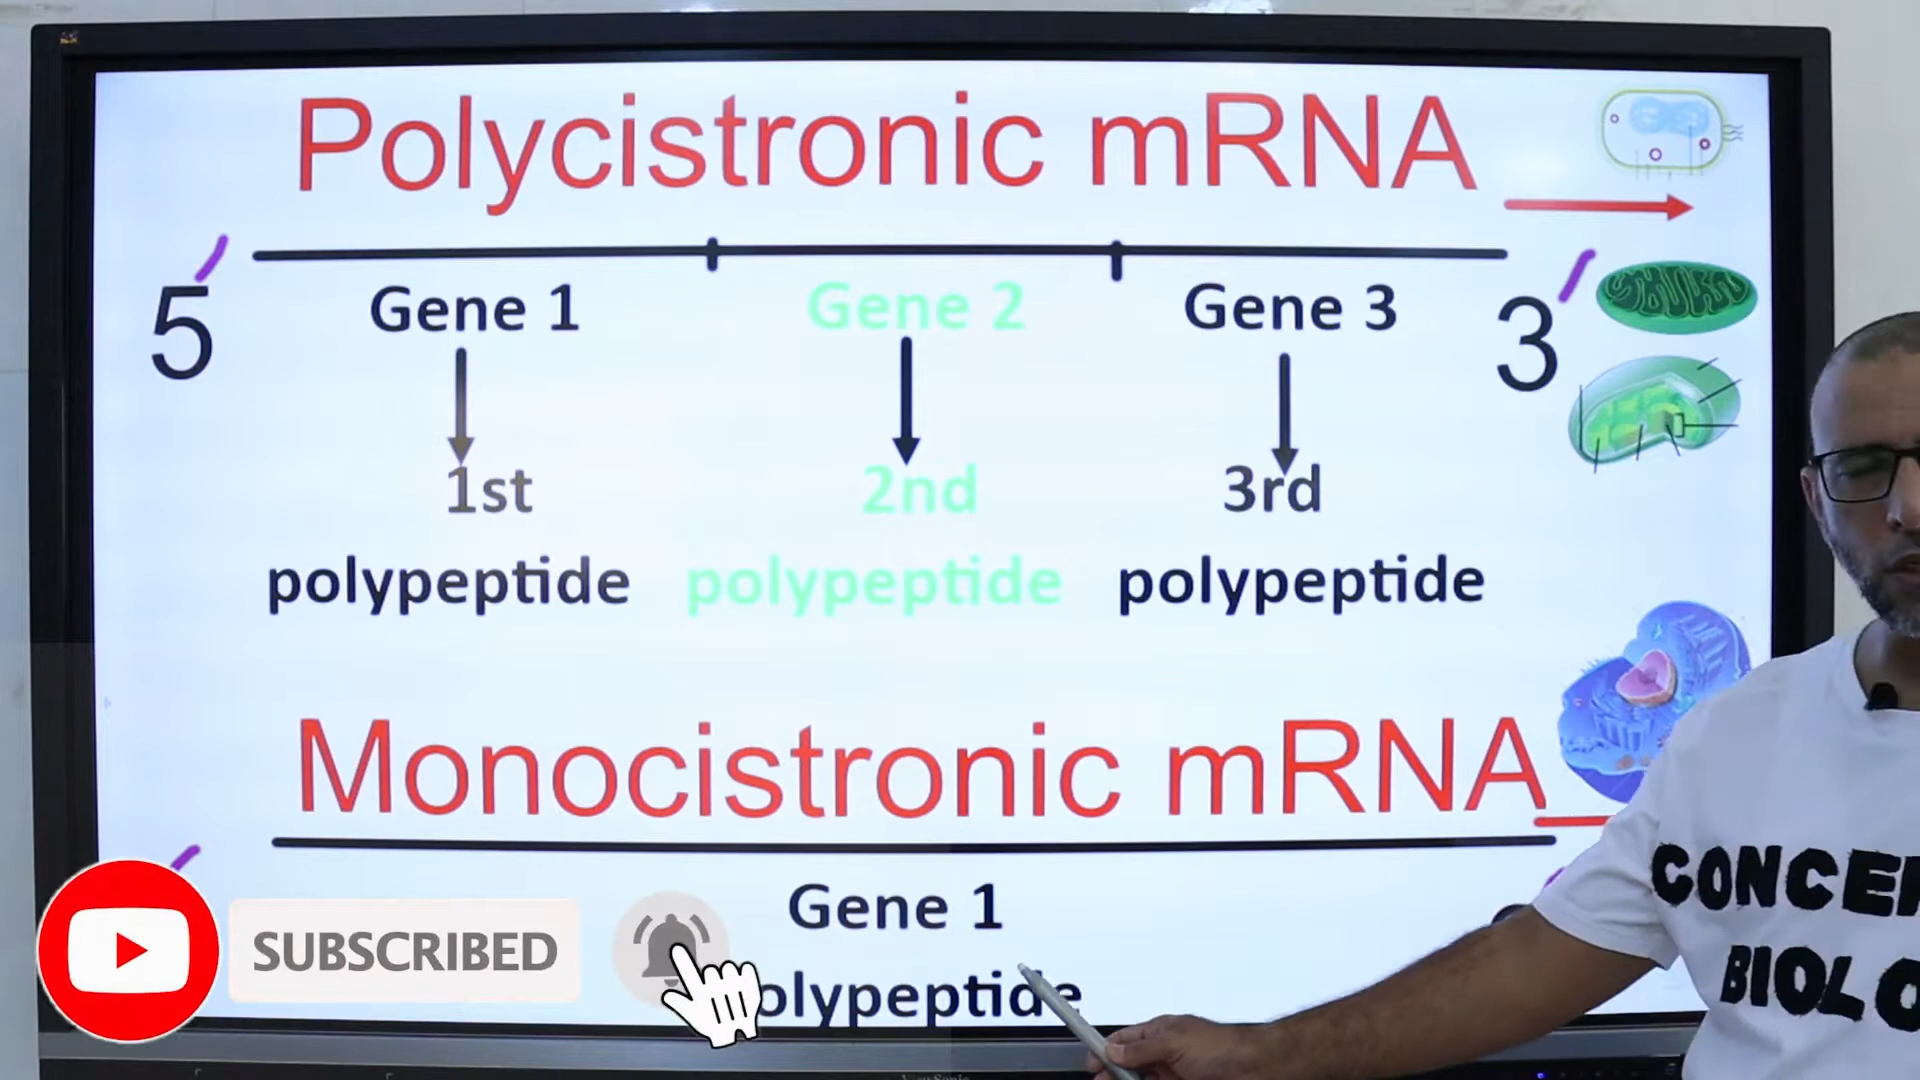 Polycistronic mRNA
5' Gene 1 Gene 2 Gene 3 3'
1st 2nd 3rd
polypeptide polypeptide polypeptide
Monocistronic mRNA
Gene 1
SUBSCRIBED
olypeptide
CONCE
BIOLO
ViewSonic